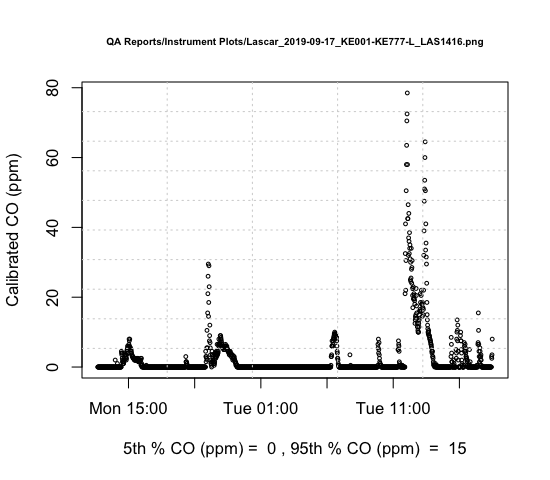 QA Reports/Instrument Plots/Lascar_2019-09-17_KE001-KE777-L_LAS1416.png
80
60
40
20
0
Calibrated CO (ppm)
Mon 15:00 Tue 01:00 Tue 11:00
5th % CO (ppm) = 0 , 95th % CO (ppm) = 15